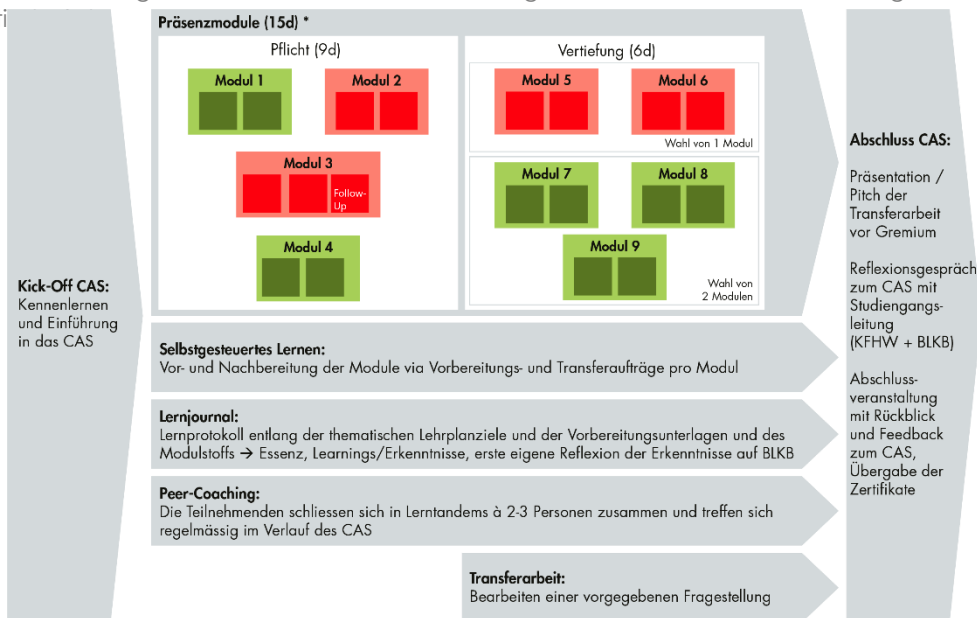 Präsenzmodule (15d) *
Pflicht (9d)
Modul 1
Modul 2
Modul 3
Follow-
Up
Modul 4
Vertiefung (6d)
Modul 5
Modul 6
Wahl von 1 Modul
Modul 7
Modul 8
Modul 9
Wahl von
2 Modulen
Kick-Off CAS:
Kennenlernen
und Einführung
in das CAS
Selbstgesteuertes Lernen:
Vor- und Nachbereitung der Module via Vorbereitungs- und Transferaufträge pro Modul
Lernjournal:
Lernprotokoll entlang der thematischen Lehrplanziele und der Vorbereitungsunterlagen und des
Modulstoffs → Essenz, Learnings/Erkenntnisse, erste eigene Reflexion der Erkenntnisse auf BLKB
Peer-Coaching:
Die Teilnehmenden schliessen sich in Lerntandems à 2-3 Personen zusammen und treffen sich
regelmässig im Verlauf des CAS
Transferarbeit:
Bearbeiten einer vorgegebenen Fragestellung
Abschluss CAS:
Präsentation /
Pitch der
Transferarbeit
vor Gremium
Reflexionsgespräch
zum CAS mit
Studiengangs-
leitung
(KFHW + BLKB)
Abschluss-
veranstaltung
mit Rückblick
und Feedback
zum CAS,
Übergabe der
Zertifikate